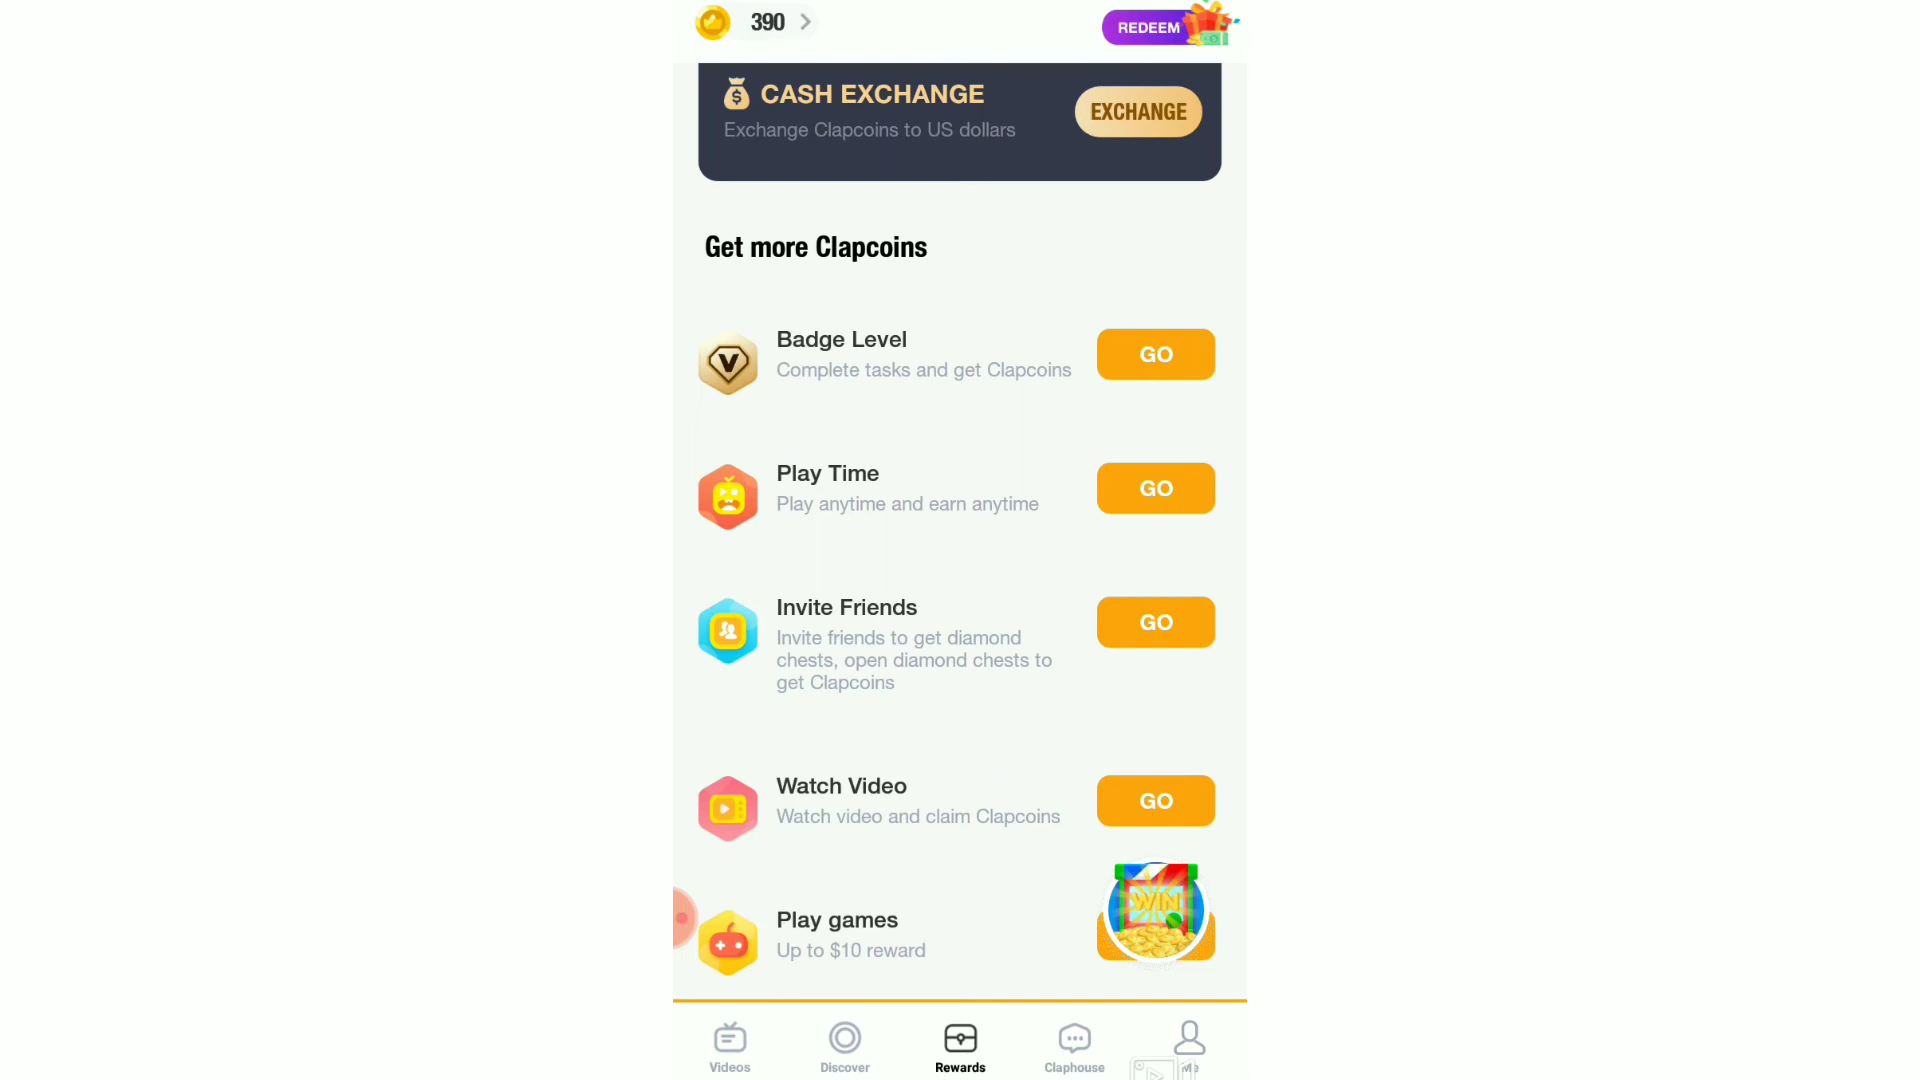 390
REDEEM
CASH EXCHANGE
Exchange Clapcoins to US dollars
EXCHANGE
Get more Clapcoins
Badge Level
Complete tasks and get Clapcoins
GO
Play Time
Play anytime and earn anytime
GO
Invite Friends
Invite friends to get diamond
chests, open diamond chests to
get Clapcoins
GO
Watch Video
Watch video and claim Clapcoins
GO
Play games
Up to $10 reward
WIN
Videos
Discover
Rewards
Claphouse